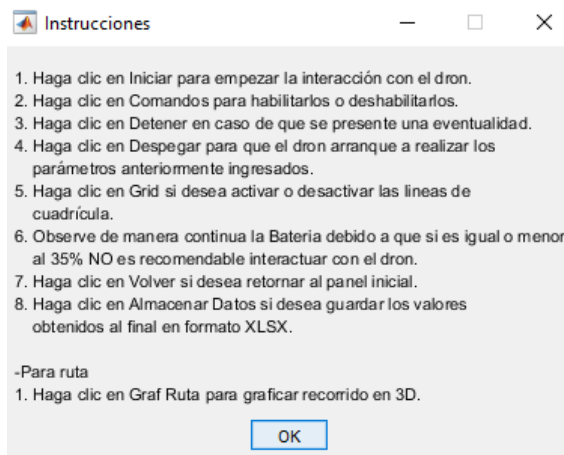 Instrucciones
1. Haga clic en Iniciar para empezar la interacción con el dron.
2. Haga clic en Comandos para habilitarlos o deshabilitarlos.
3. Haga clic en Detener en caso de que se presente una eventualidad.
4. Haga clic en Despegar para que el dron arranque a realizar los
parámetros anteriormente ingresados.
5. Haga clic en Grid si desea activar o desactivar las lineas de
cuadrícula.
6. Observe de manera continua la Bateria debido a que si es igual o menor
al 35% NO es recomendable interactuar con el dron.
7. Haga clic en Volver si desea retornar al panel inicial.
8. Haga clic en Almacenar Datos si desea guardar los valores
obtenidos al final en formato XLSX.
-Para ruta
1. Haga clic en Graf Ruta para graficar recorrido en 3D.
OK